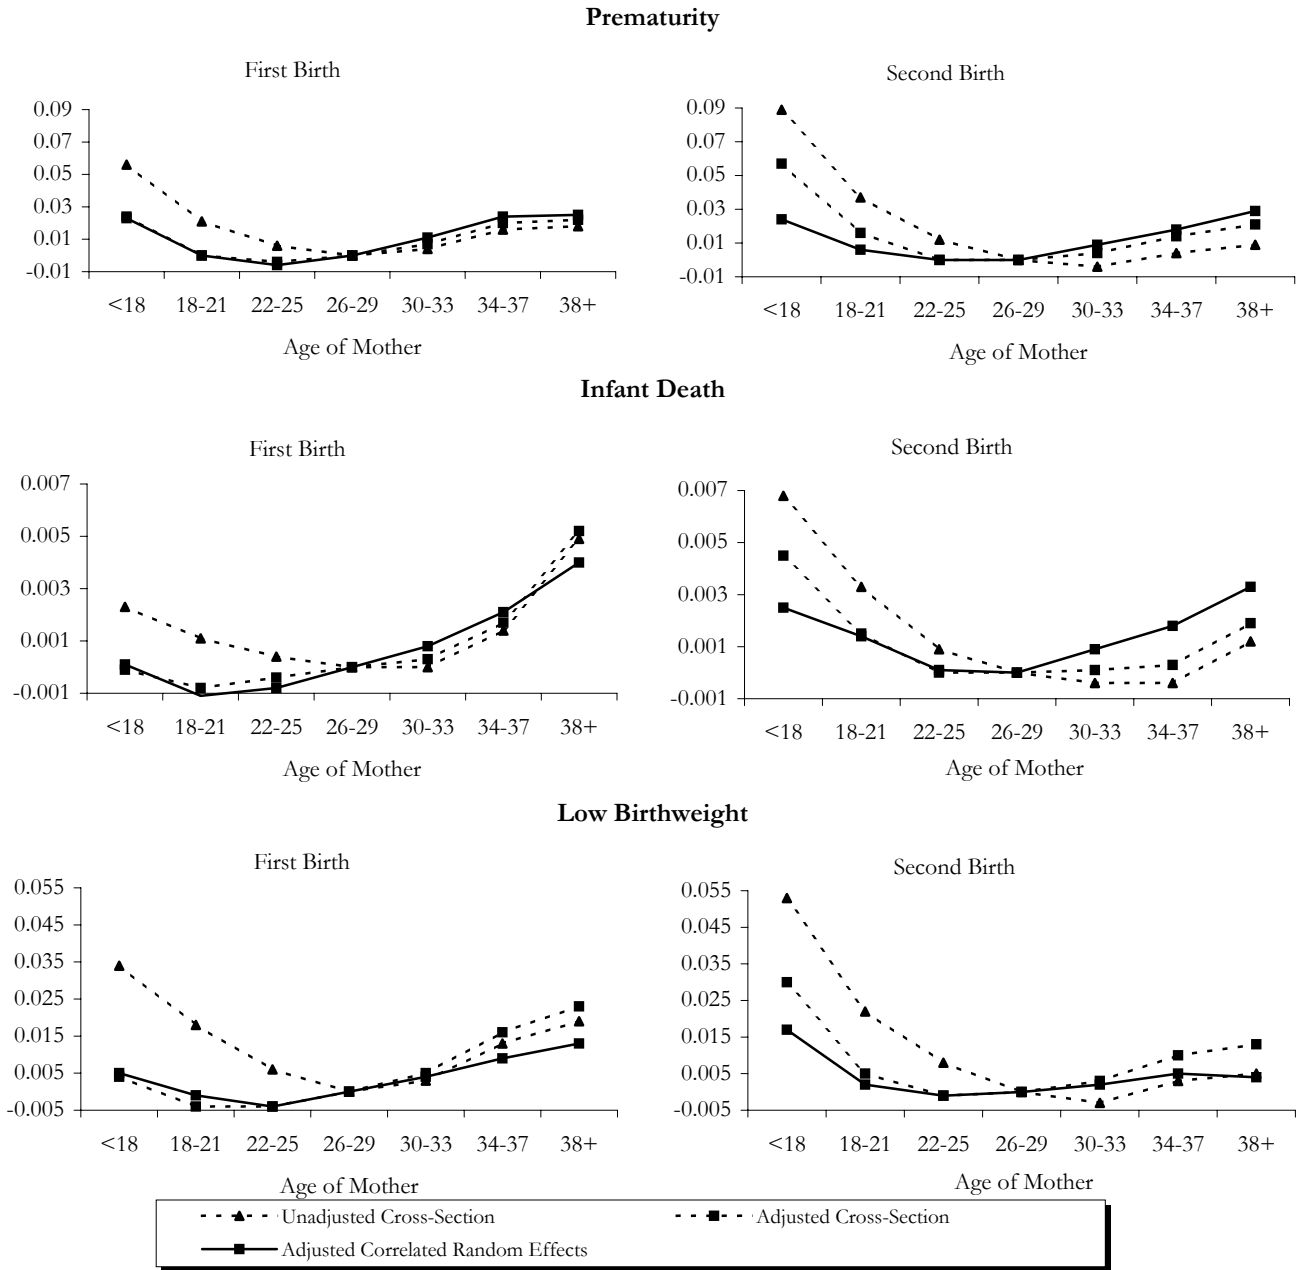 Prematurity
First Birth
0.09
0.07
0.05
0.03
0.01
-0.01
<18 18-21 22-25 26-29 30-33 34-37 38+
Age of Mother
Second Birth
0.09
0.07
0.05
0.03
0.01
-0.01
<18 18-21 22-25 26-29 30-33 34-37 38+
Age of Mother
Infant Death
First Birth
0.007
0.005
0.003
0.001
-0.001
<18 18-21 22-25 26-29 30-33 34-37 38+
Age of Mother
Second Birth
0.007
0.005
0.003
0.001
-0.001
<18 18-21 22-25 26-29 30-33 34-37 38+
Age of Mother
Low Birthweight
First Birth
0.055
0.045
0.035
0.025
0.015
0.005
-0.005
<18 18-21 22-25 26-29 30-33 34-37 38+
Age of Mother
Second Birth
0.055
0.045
0.035
0.025
0.015
0.005
-0.005
<18 18-21 22-25 26-29 30-33 34-37 38+
Age of Mother
Unadjusted Cross-Section Adjusted Cross-Section
Adjusted Correlated Random Effects